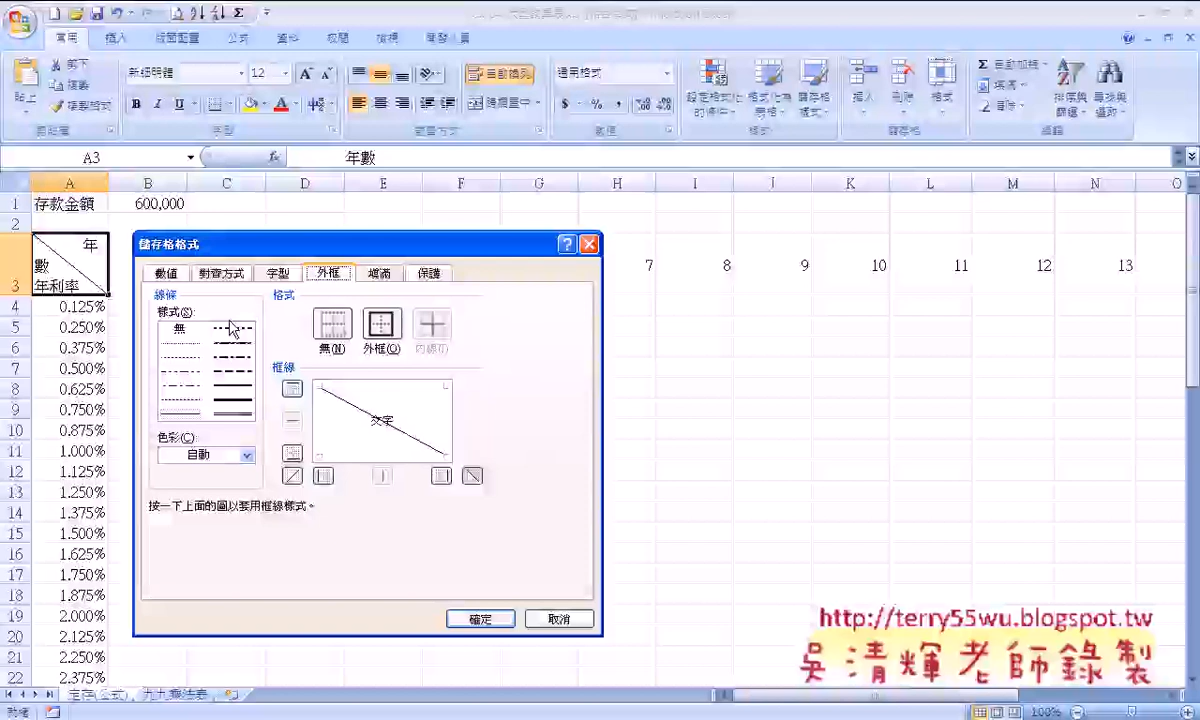 常用 插入 版面配置 公式 資料 校閱 檢視 開發人員
剪下
複製
貼上 複製格式
新細明體 12
B I U
自動換列
跨欄置中
通用格式
$ % ,
設定格式化的條件 格式化為表格 儲存格樣式
插入 刪除 格式
自動加總
填滿
清除
排序與篩選 尋找與選取
剪貼簿 字型 對齊方式 數值 樣式 儲存格 編輯
A3 fx 年數
A B C D E F G H I J K L M N O
1 存款金額 600,000
2
3 年數
年利率
7 8 9 10 11 12 13
4 0.125%
5 0.250%
6 0.375%
7 0.500%
8 0.625%
9 0.750%
10 0.875%
11 1.000%
12 1.125%
13 1.250%
14 1.375%
15 1.500%
16 1.625%
17 1.750%
18 1.875%
19 2.000%
20 2.125%
21 2.250%
22 2.375%
儲存格格式
數值 對齊方式 字型 外框 填滿 保護
線條
樣式(S):
無
色彩(C):
自動
格式
無(N) 外框(O) 內線(I)
框線
文字
按一下上面的圖以套用框線樣式。
確定 取消
http://terry55wu.blogspot.tw
吳清輝老師錄製
定存(公式) 九九乘法表
就緒 100%